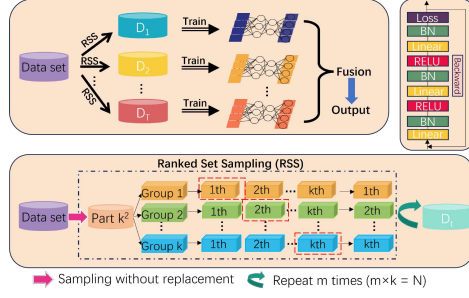 Data set
RSS
RSS
RSS
D1
D2
⋮
DT
Train
Train
Train
Fusion
Output
Loss
BN
Linear
RELU
BN
Linear
RELU
BN
Linear
Backward
Ranked Set Sampling (RSS)
Data set
Part k²
Group 1 1th 2th ... kth 1th
Group 2 1th 2th ... kth 2th
Group k 1th 2th ... kth kth
Dt
Sampling without replacement
Repeat m times (m×k = N)